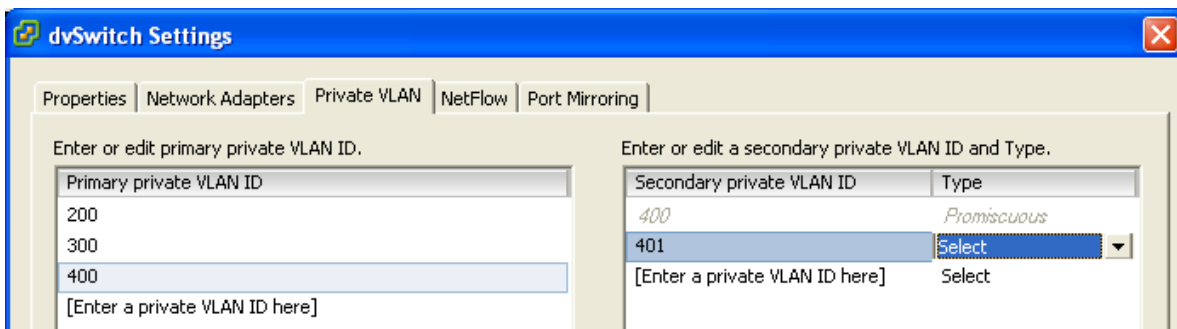 dvSwitch Settings
Properties Network Adapters Private VLAN NetFlow Port Mirroring
Enter or edit primary private VLAN ID.
Primary private VLAN ID
200
300
400
[Enter a private VLAN ID here]
Enter or edit a secondary private VLAN ID and Type.
Secondary private VLAN ID Type
400 Promiscuous
401 Select
[Enter a private VLAN ID here] Select